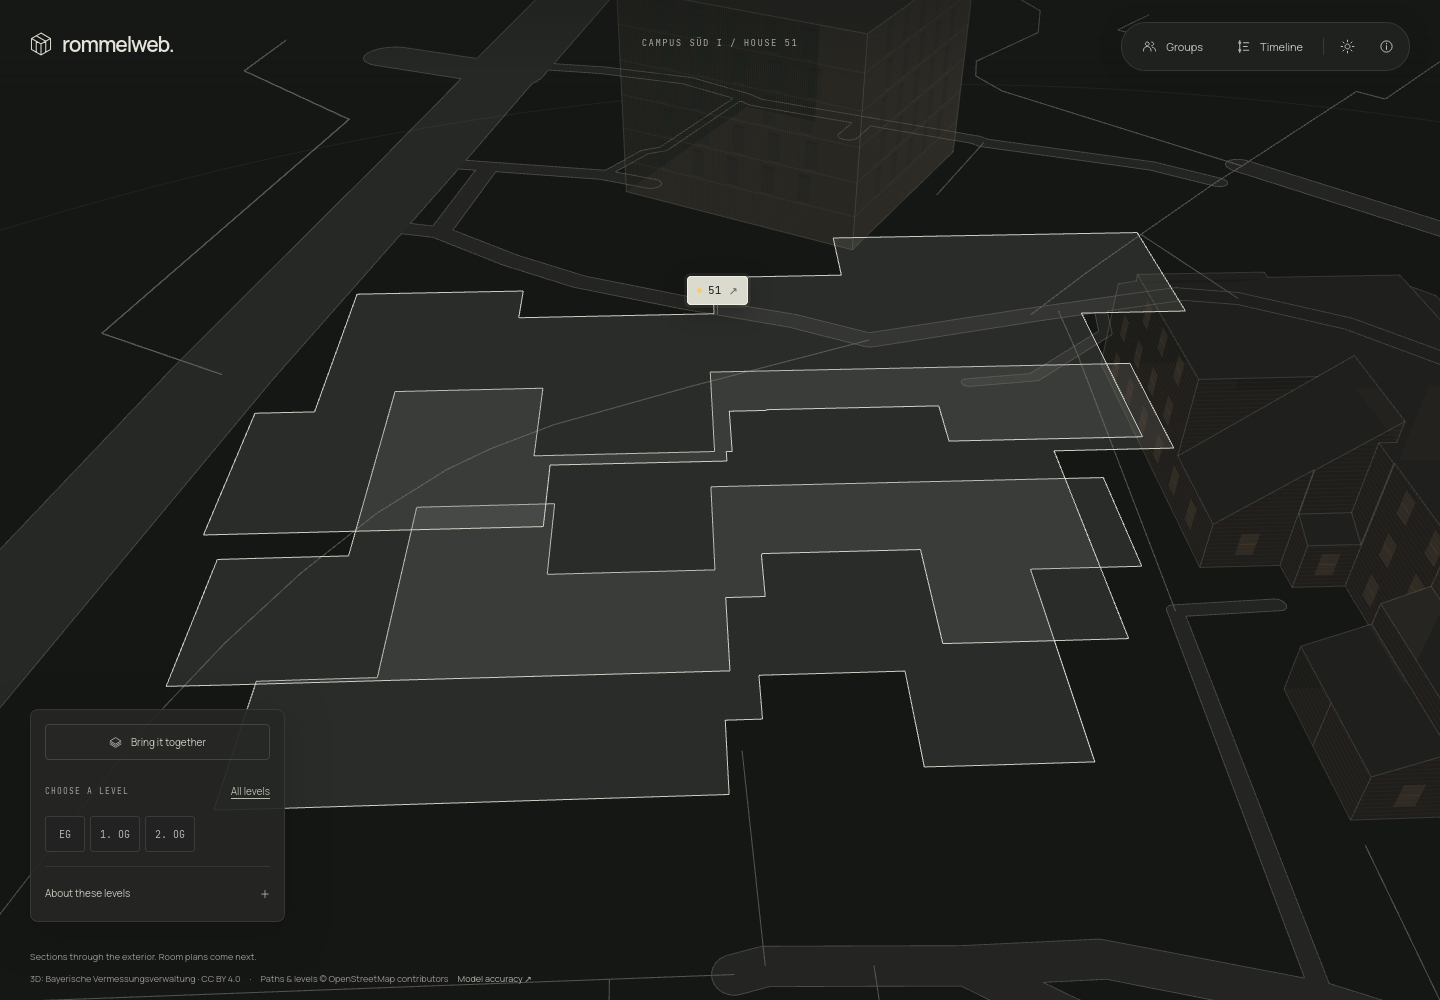 rommelweb.
CAMPUS SÜD I / HOUSE 51
Groups
Timeline
51 ↗
Bring it together
CHOOSE A LEVEL
All levels
EG
1. OG
2. OG
About these levels
+
Sections through the exterior. Room plans come next.
3D: Bayerische Vermessungsverwaltung · CC BY 4.0 · Paths & levels © OpenStreetMap contributors Model accuracy ↗